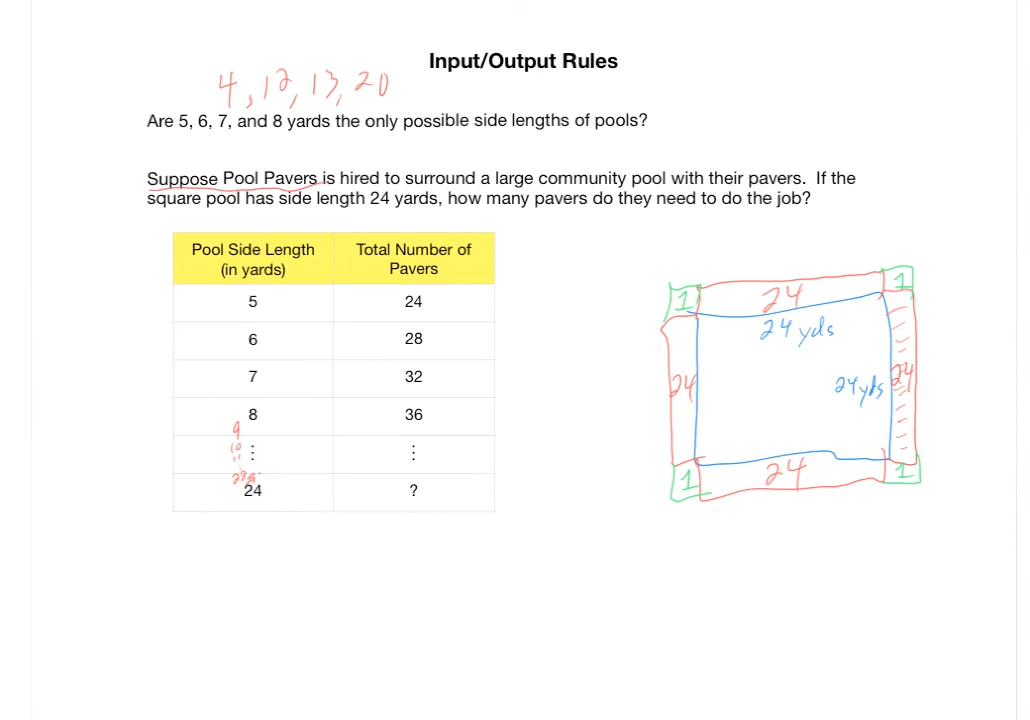 Input/Output Rules
4, 12, 13, 20
Are 5, 6, 7, and 8 yards the only possible side lengths of pools?
Suppose Pool Pavers is hired to surround a large community pool with their pavers. If the
square pool has side length 24 yards, how many pavers do they need to do the job?
Pool Side Length
(in yards)
Total Number of
Pavers
5 24
6 28
7 32
8 36
9
10
11
⋮ ⋮
24 ?
1 24 1
24 yds
24 24 yds 24
1 24 1